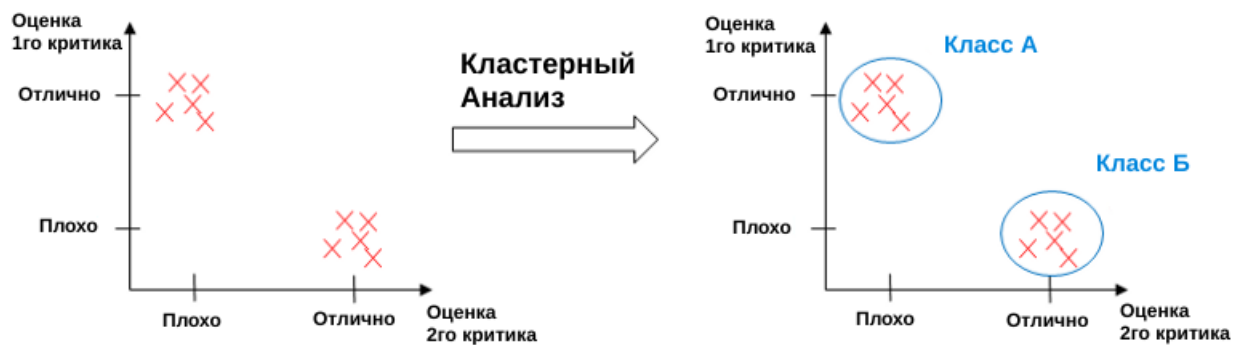 Оценка
1го критика
Отлично
Плохо
Плохо
Отлично
Оценка
2го критика
Кластерный
Анализ
Оценка
1го критика
Класс А
Отлично
Класс Б
Плохо
Плохо
Отлично
Оценка
2го критика